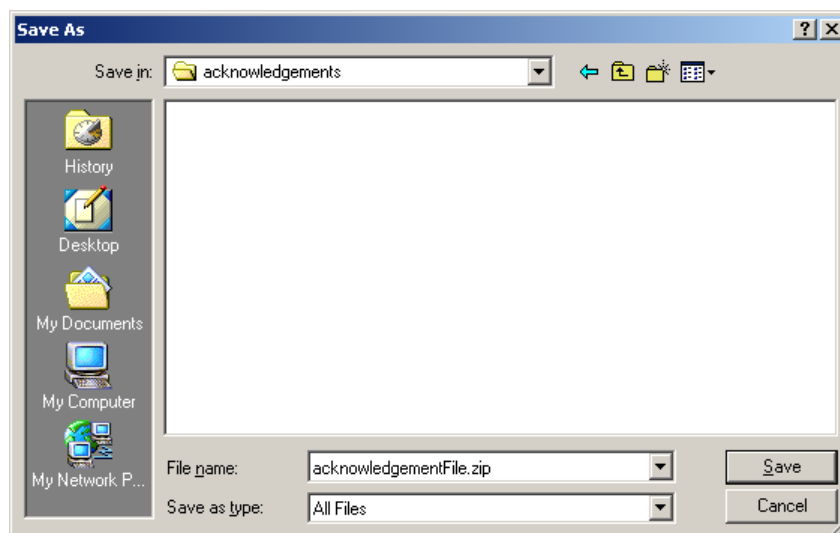 Save As
Save in: acknowledgements
History
Desktop
My Documents
My Computer
My Network P...
File name: acknowledgementFile.zip Save
Save as type: All Files Cancel